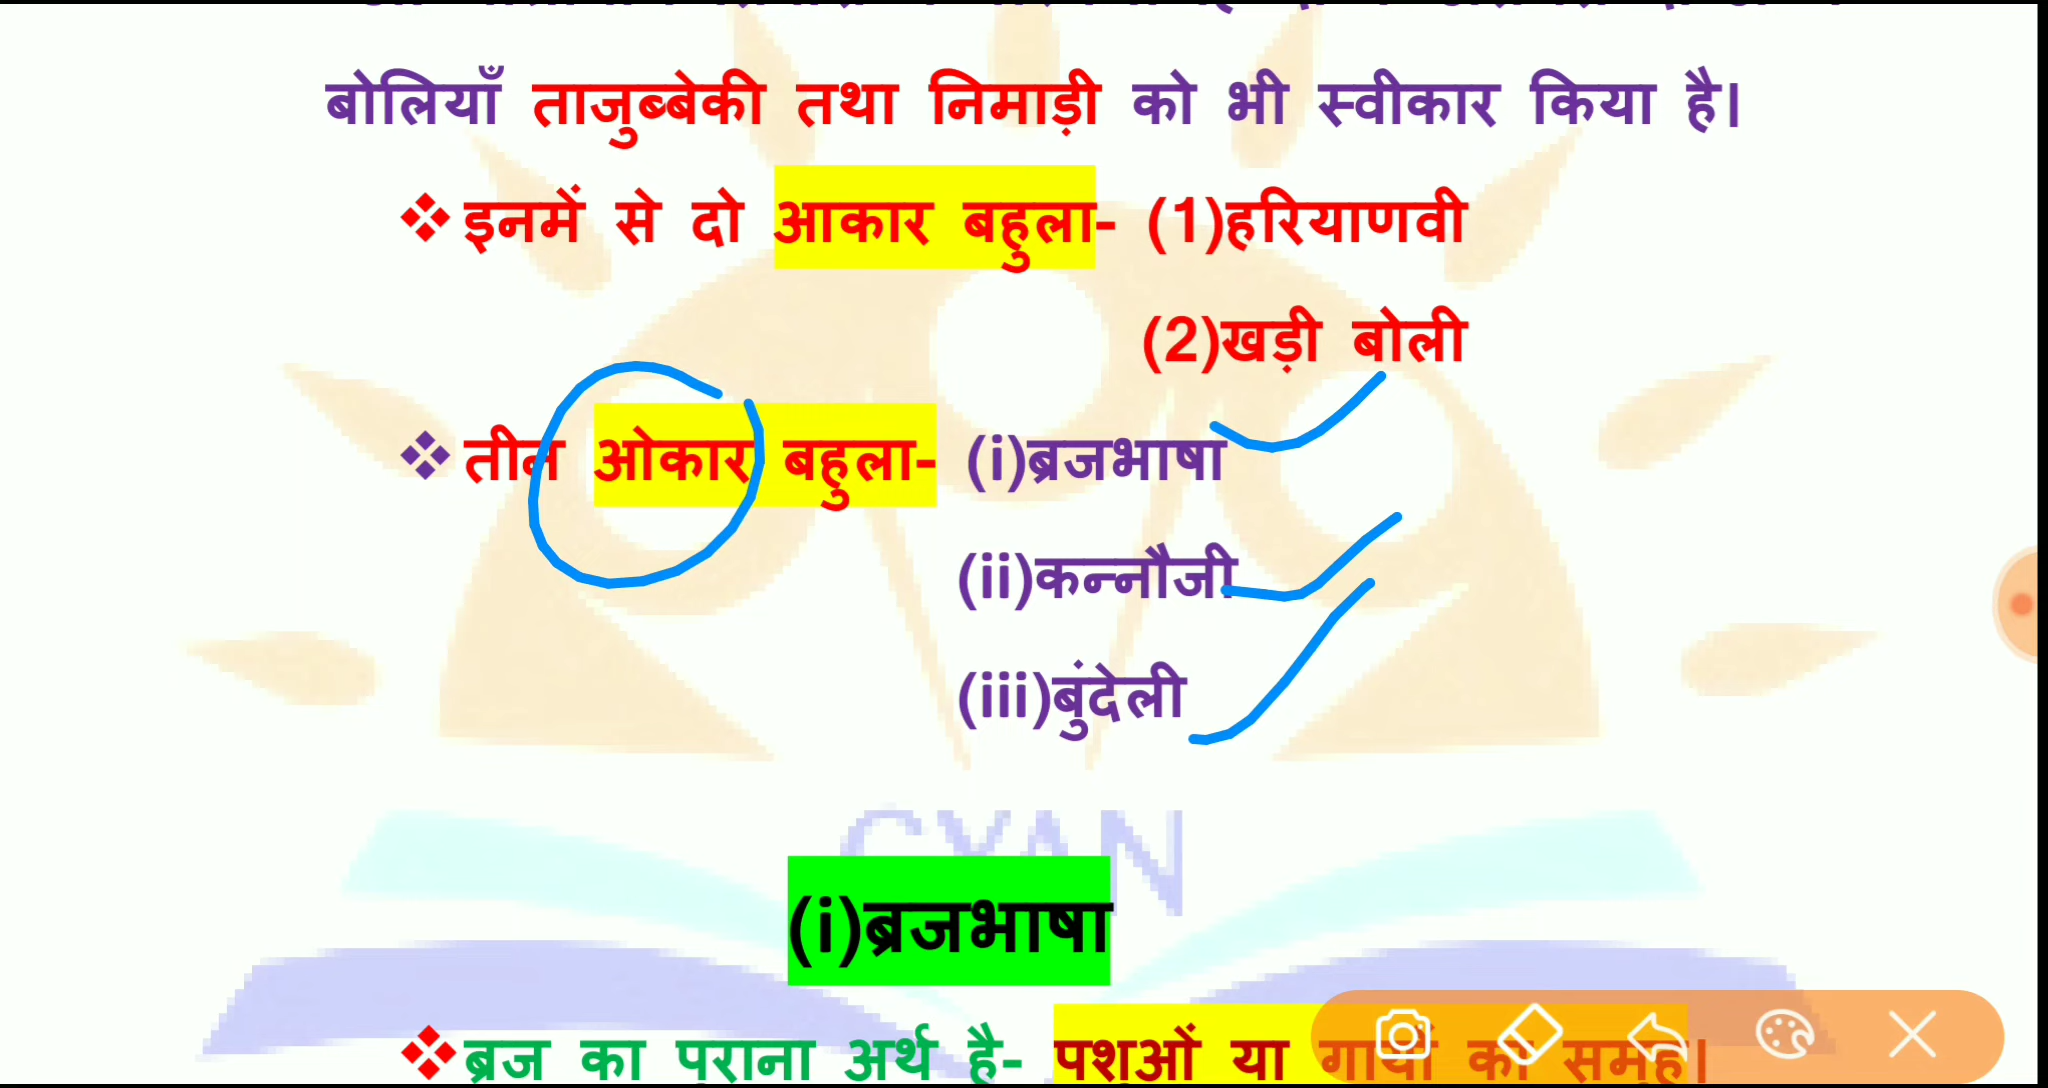 बोलियाँ ताजुब्बेकी तथा निमाड़ी को भी स्वीकार किया है।
❖ इनमें से दो आकार बहुला- (1)हरियाणवी
(2)खड़ी बोली
❖ तीन ओकार बहुला- (i)ब्रजभाषा
(ii)कन्नौजी
(iii)बुंदेली
GYAN
(i)ब्रजभाषा
❖ ब्रज का पुराना अर्थ है- पशुओं या गायों का समूह।